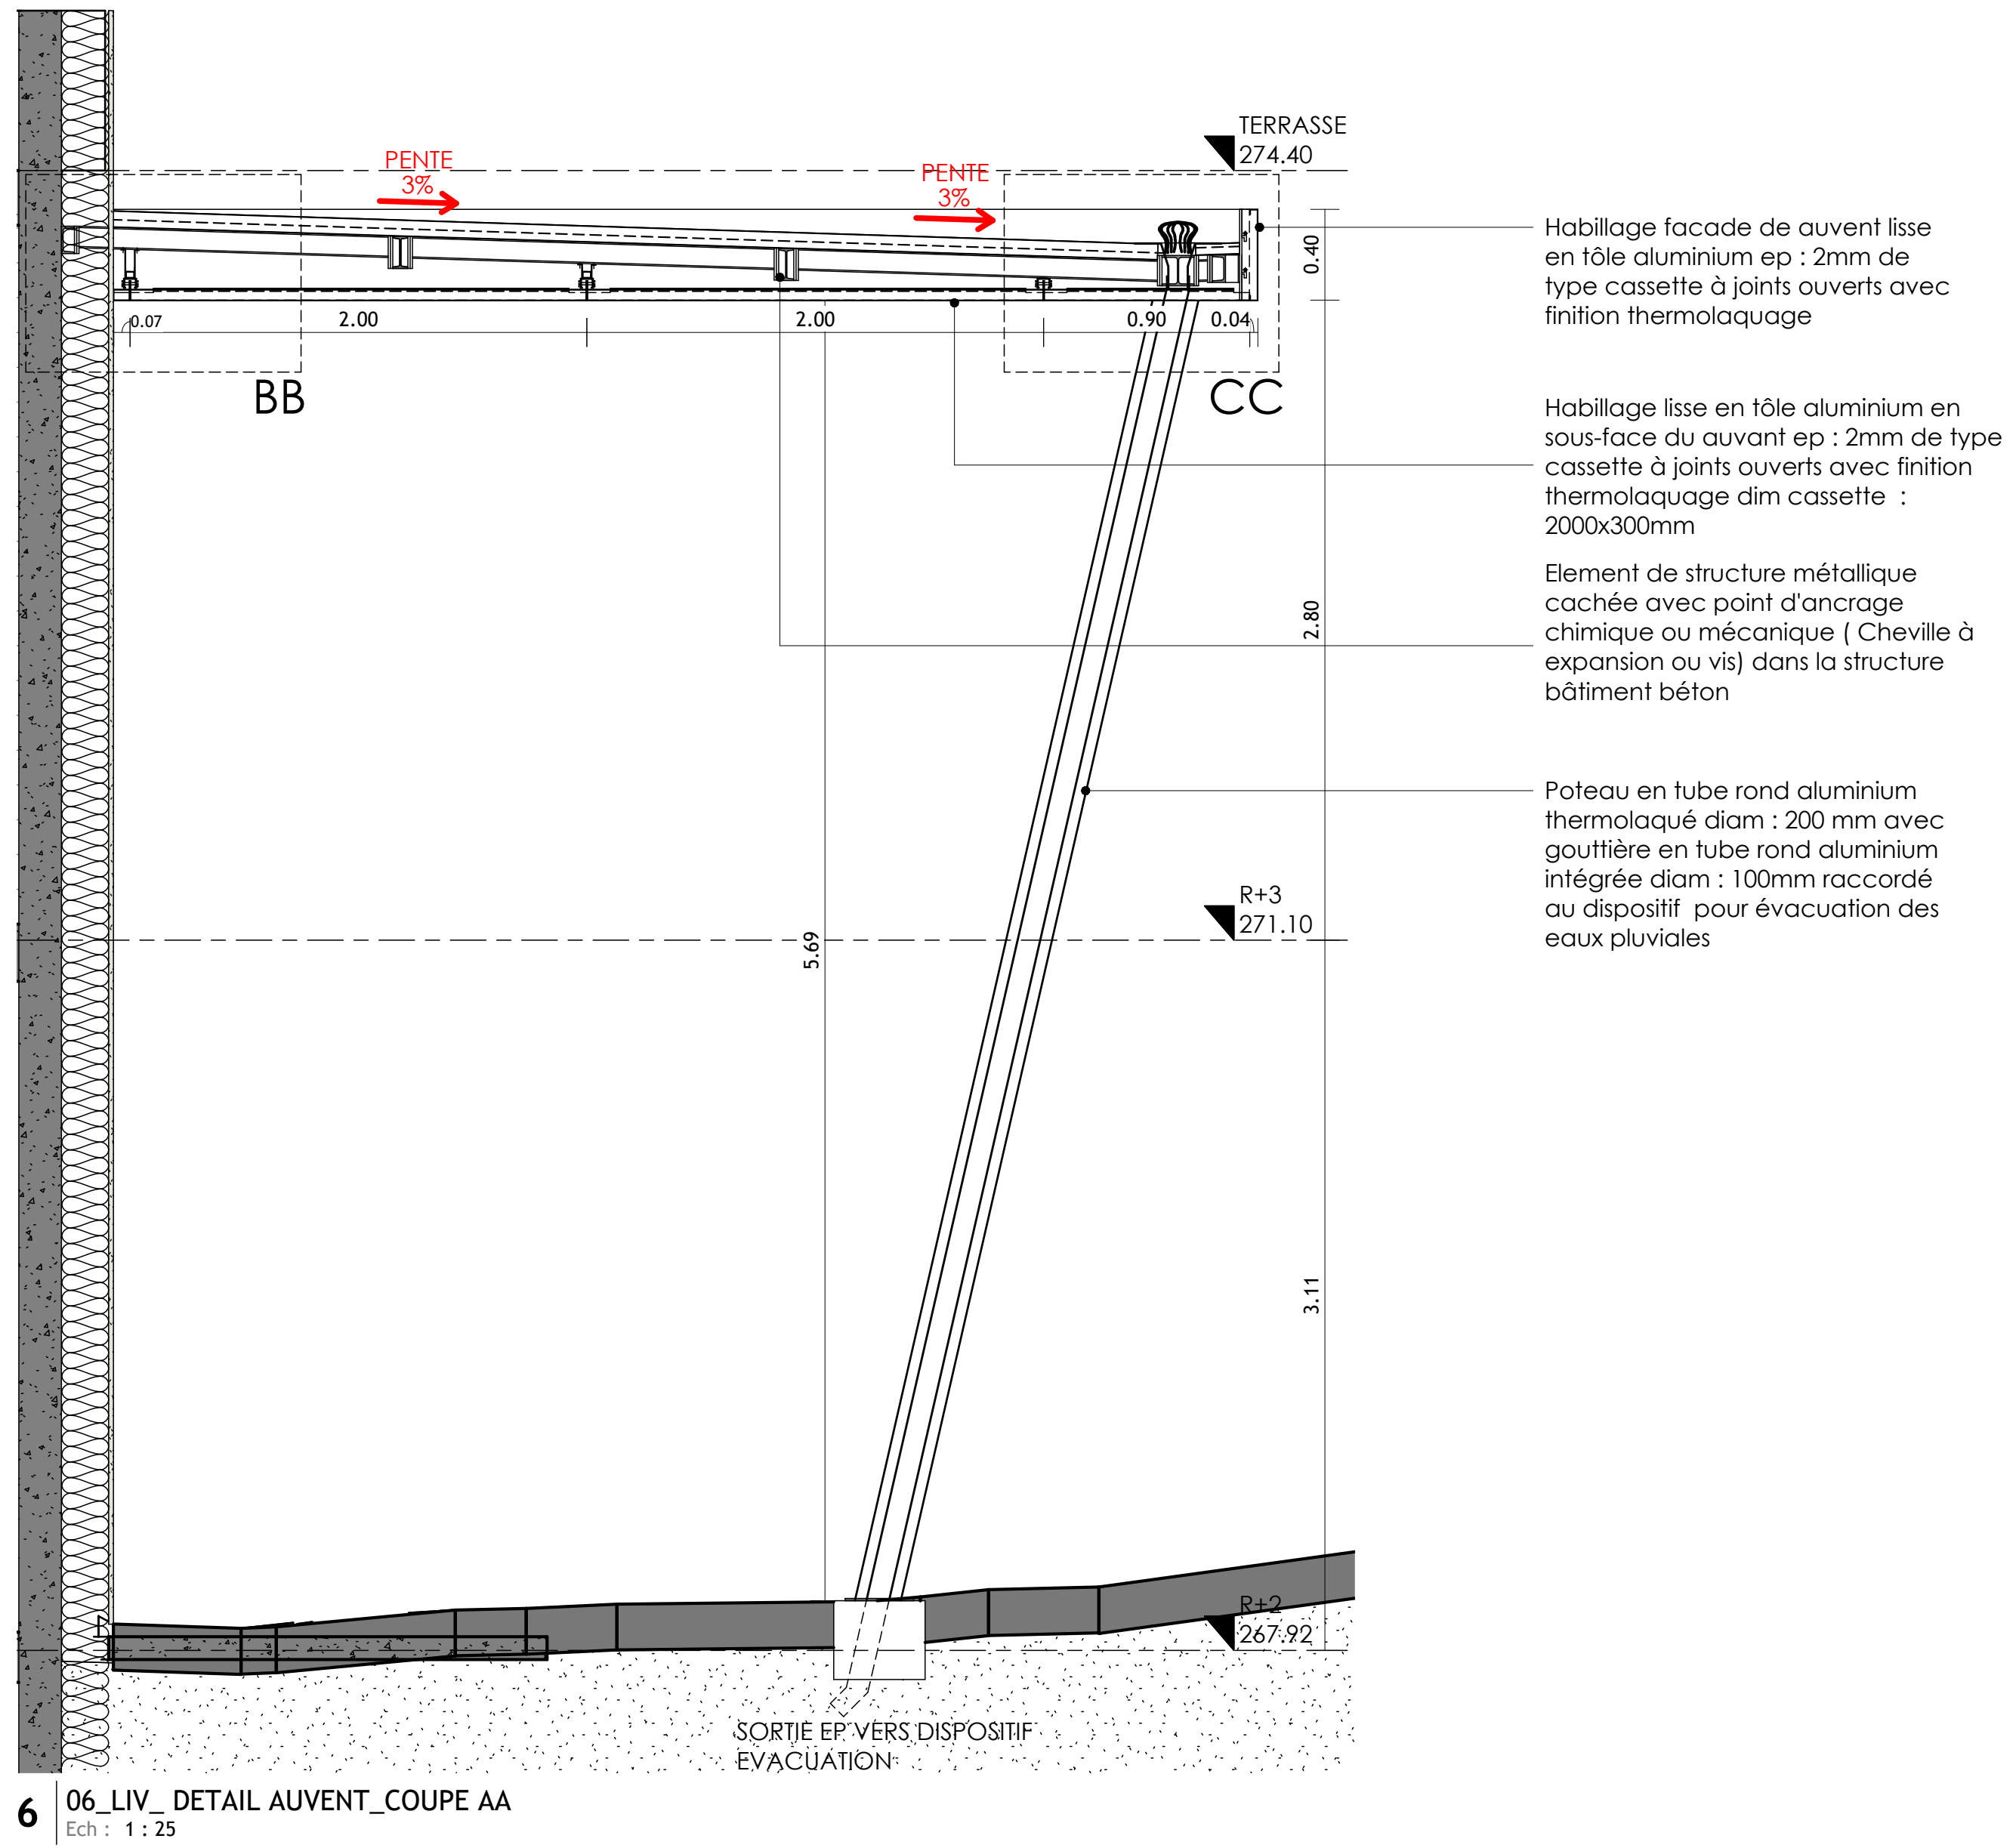 TERRASSE
274.40
PENTE
3%
PENTE
3%
0.40
0.07
2.00
2.00
0.90
0.04
BB
CC
Habillage facade de auvent lisse
en tôle aluminium ep : 2mm de
type cassette à joints ouverts avec
finition thermolaquage
Habillage lisse en tôle aluminium en
sous-face du auvant ep : 2mm de type
cassette à joints ouverts avec finition
thermolaquage dim cassette :
2000x300mm
Element de structure métallique
cachée avec point d'ancrage
chimique ou mécanique ( Cheville à
expansion ou vis) dans la structure
bâtiment béton
2.80
Poteau en tube rond aluminium
thermolaqué diam : 200 mm avec
gouttière en tube rond aluminium
intégrée diam : 100mm raccordé
au dispositif pour évacuation des
eaux pluviales
R+3
271.10
5.69
3.11
R+2
267.92
SORTIE EP VERS DISPOSITIF
EVACUATION
6
06_LIV_ DETAIL AUVENT_COUPE AA
Ech : 1 : 25